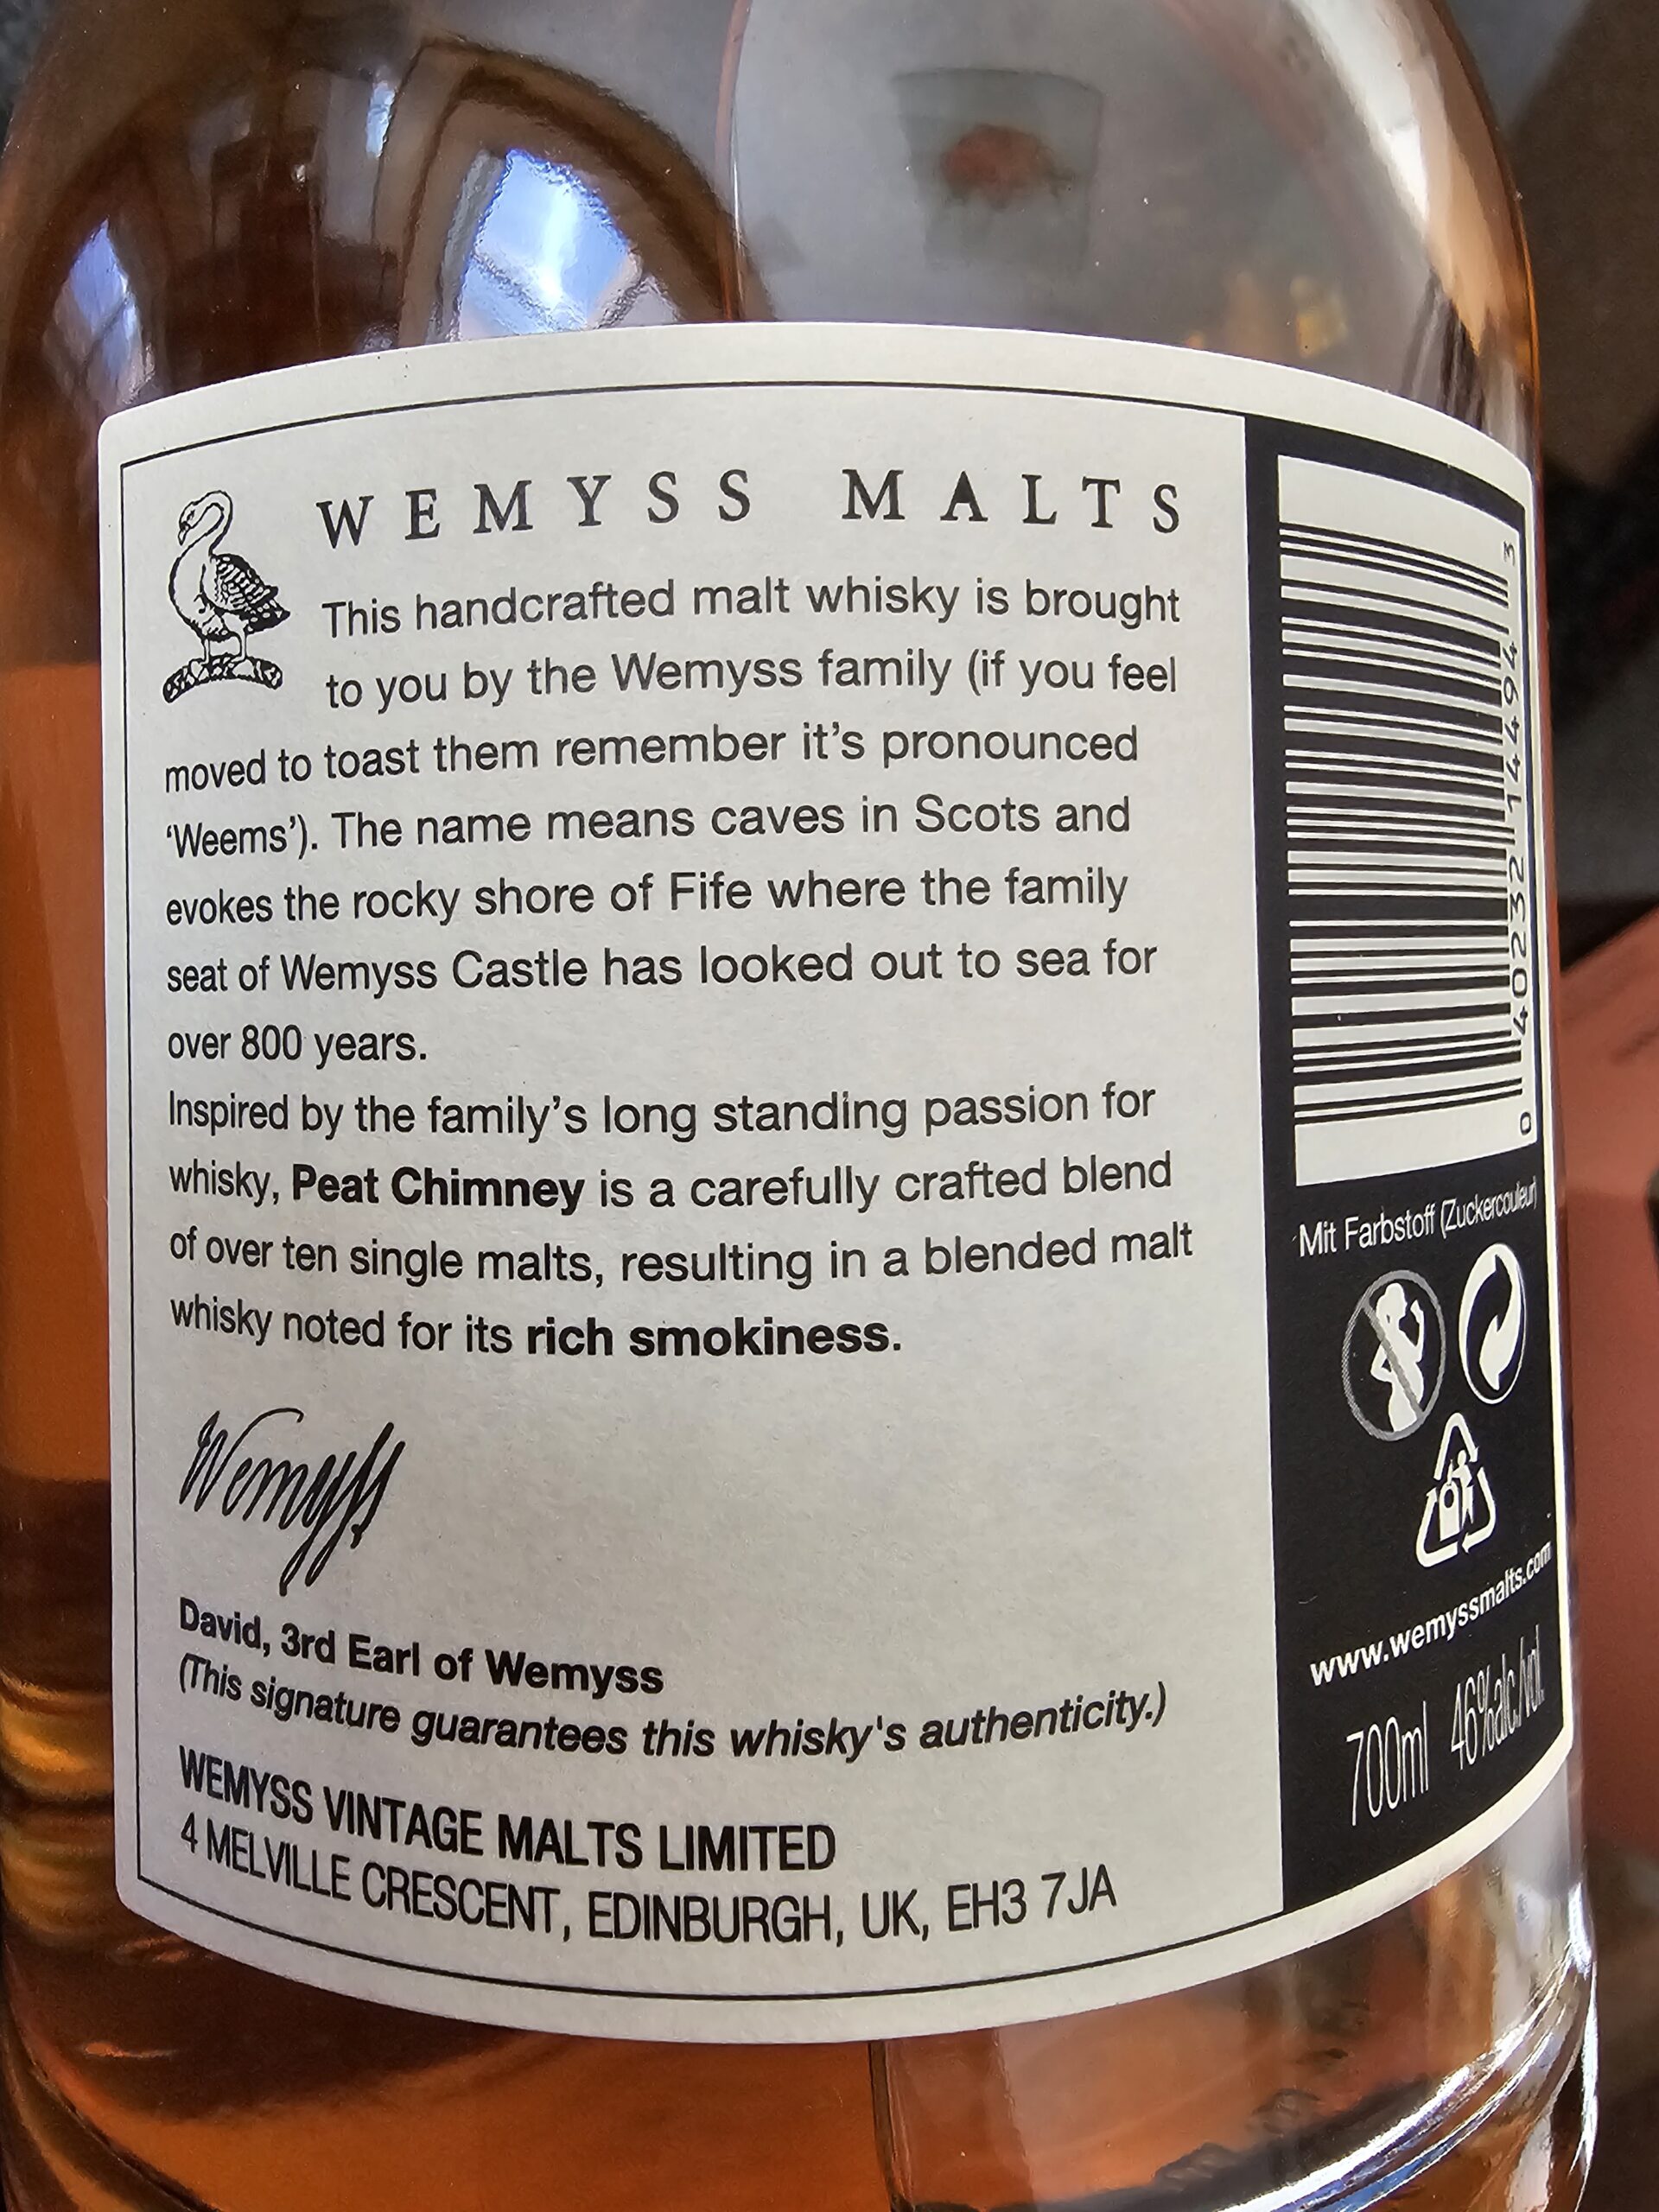 WEMYSS MALTS
This handcrafted malt whisky is brought
to you by the Wemyss family (if you feel
moved to toast them remember it's pronounced
‘Weems’). The name means caves in Scots and
evokes the rocky shore of Fife where the family
seat of Wemyss Castle has looked out to sea for
over 800 years.
Inspired by the family's long standing passion for
whisky, Peat Chimney is a carefully crafted blend
of over ten single malts, resulting in a blended malt
whisky noted for its rich smokiness.
Wemyss
David, 3rd Earl of Wemyss
(This signature guarantees this whisky's authenticity.)
WEMYSS VINTAGE MALTS LIMITED
4 MELVILLE CRESCENT, EDINBURGH, UK, EH3 7JA
0 40232 14494 3
Mit Farbstoff (Zuckercouleur)
www.wemyssmalts.com
700ml 46%alc./vol.